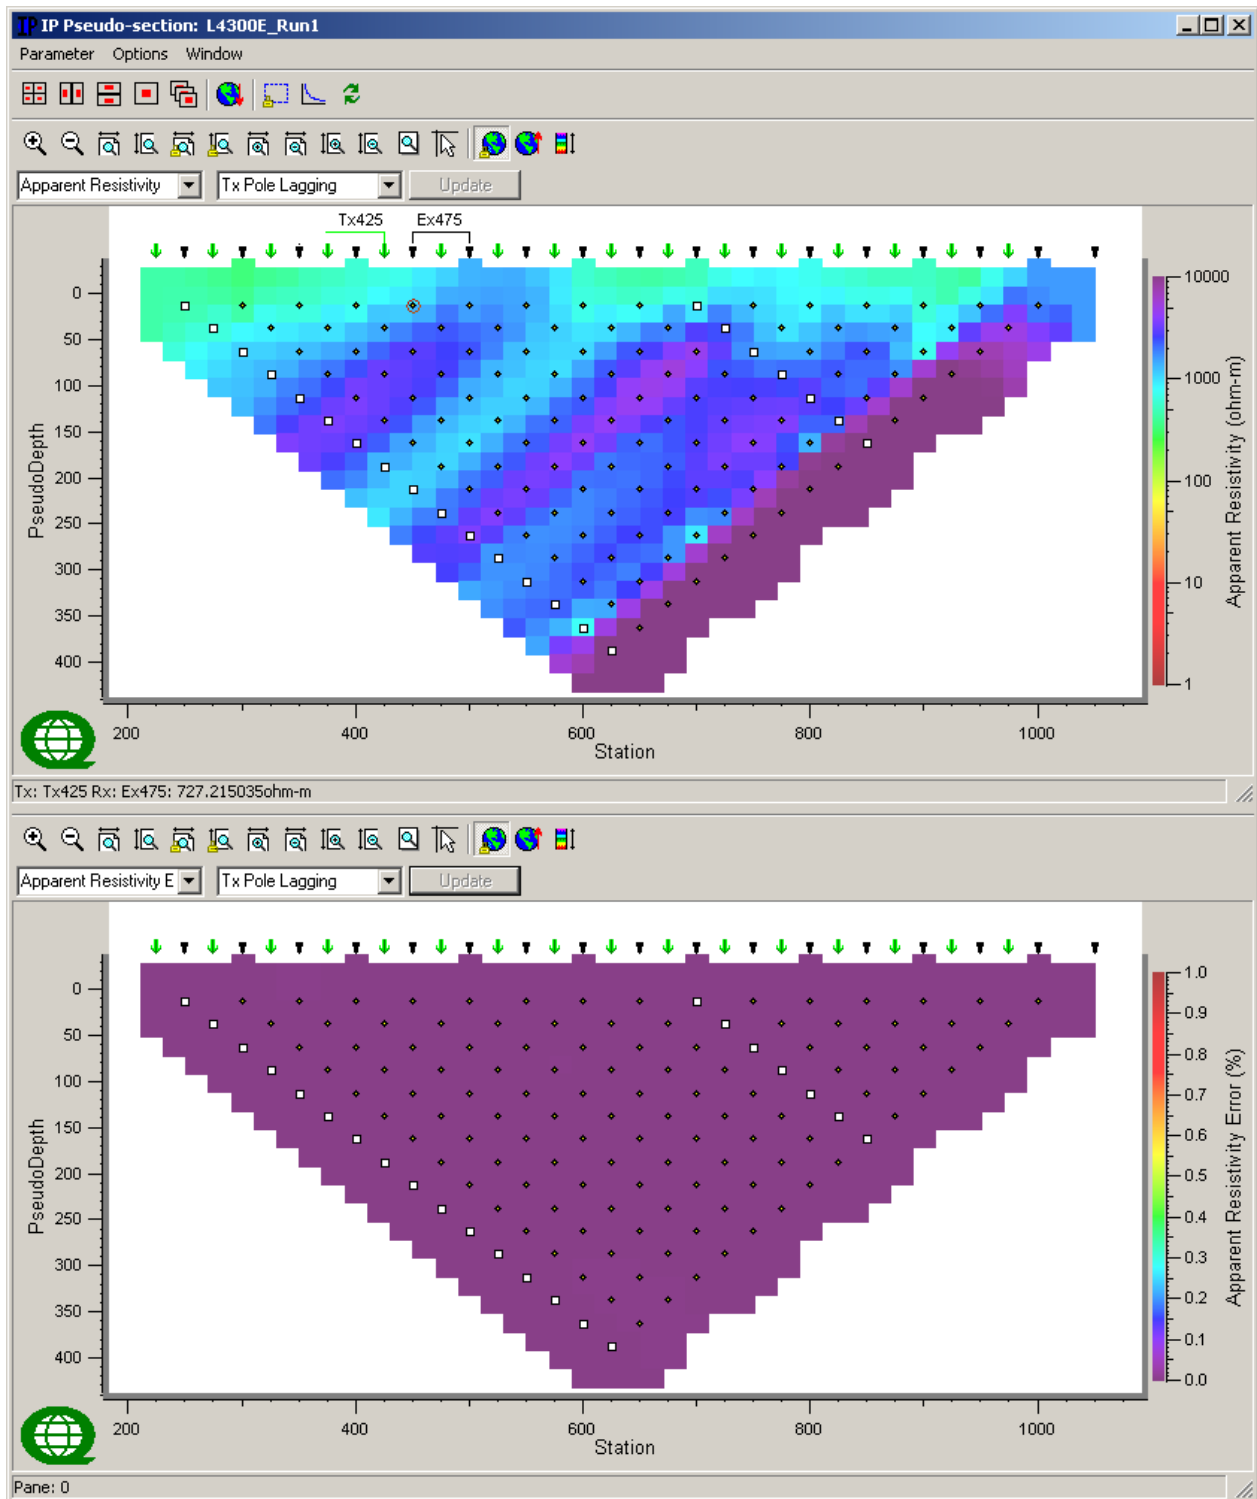 IP Pseudo-section: L4300E_Run1
Parameter Options Window
Apparent Resistivity Tx Pole Lagging Update
Tx425 Ex475
0
50
100
150
200
250
300
350
400
PseudoDepth
200 400 600 800 1000
Station
10000
1000
100
10
1
Apparent Resistivity (ohm-m)
Tx: Tx425 Rx: Ex475: 727.215035ohm-m
Apparent Resistivity E Tx Pole Lagging Update
0
50
100
150
200
250
300
350
400
PseudoDepth
200 400 600 800 1000
Station
1.0
0.9
0.8
0.7
0.6
0.5
0.4
0.3
0.2
0.1
0.0
Apparent Resistivity Error (%)
Pane: 0